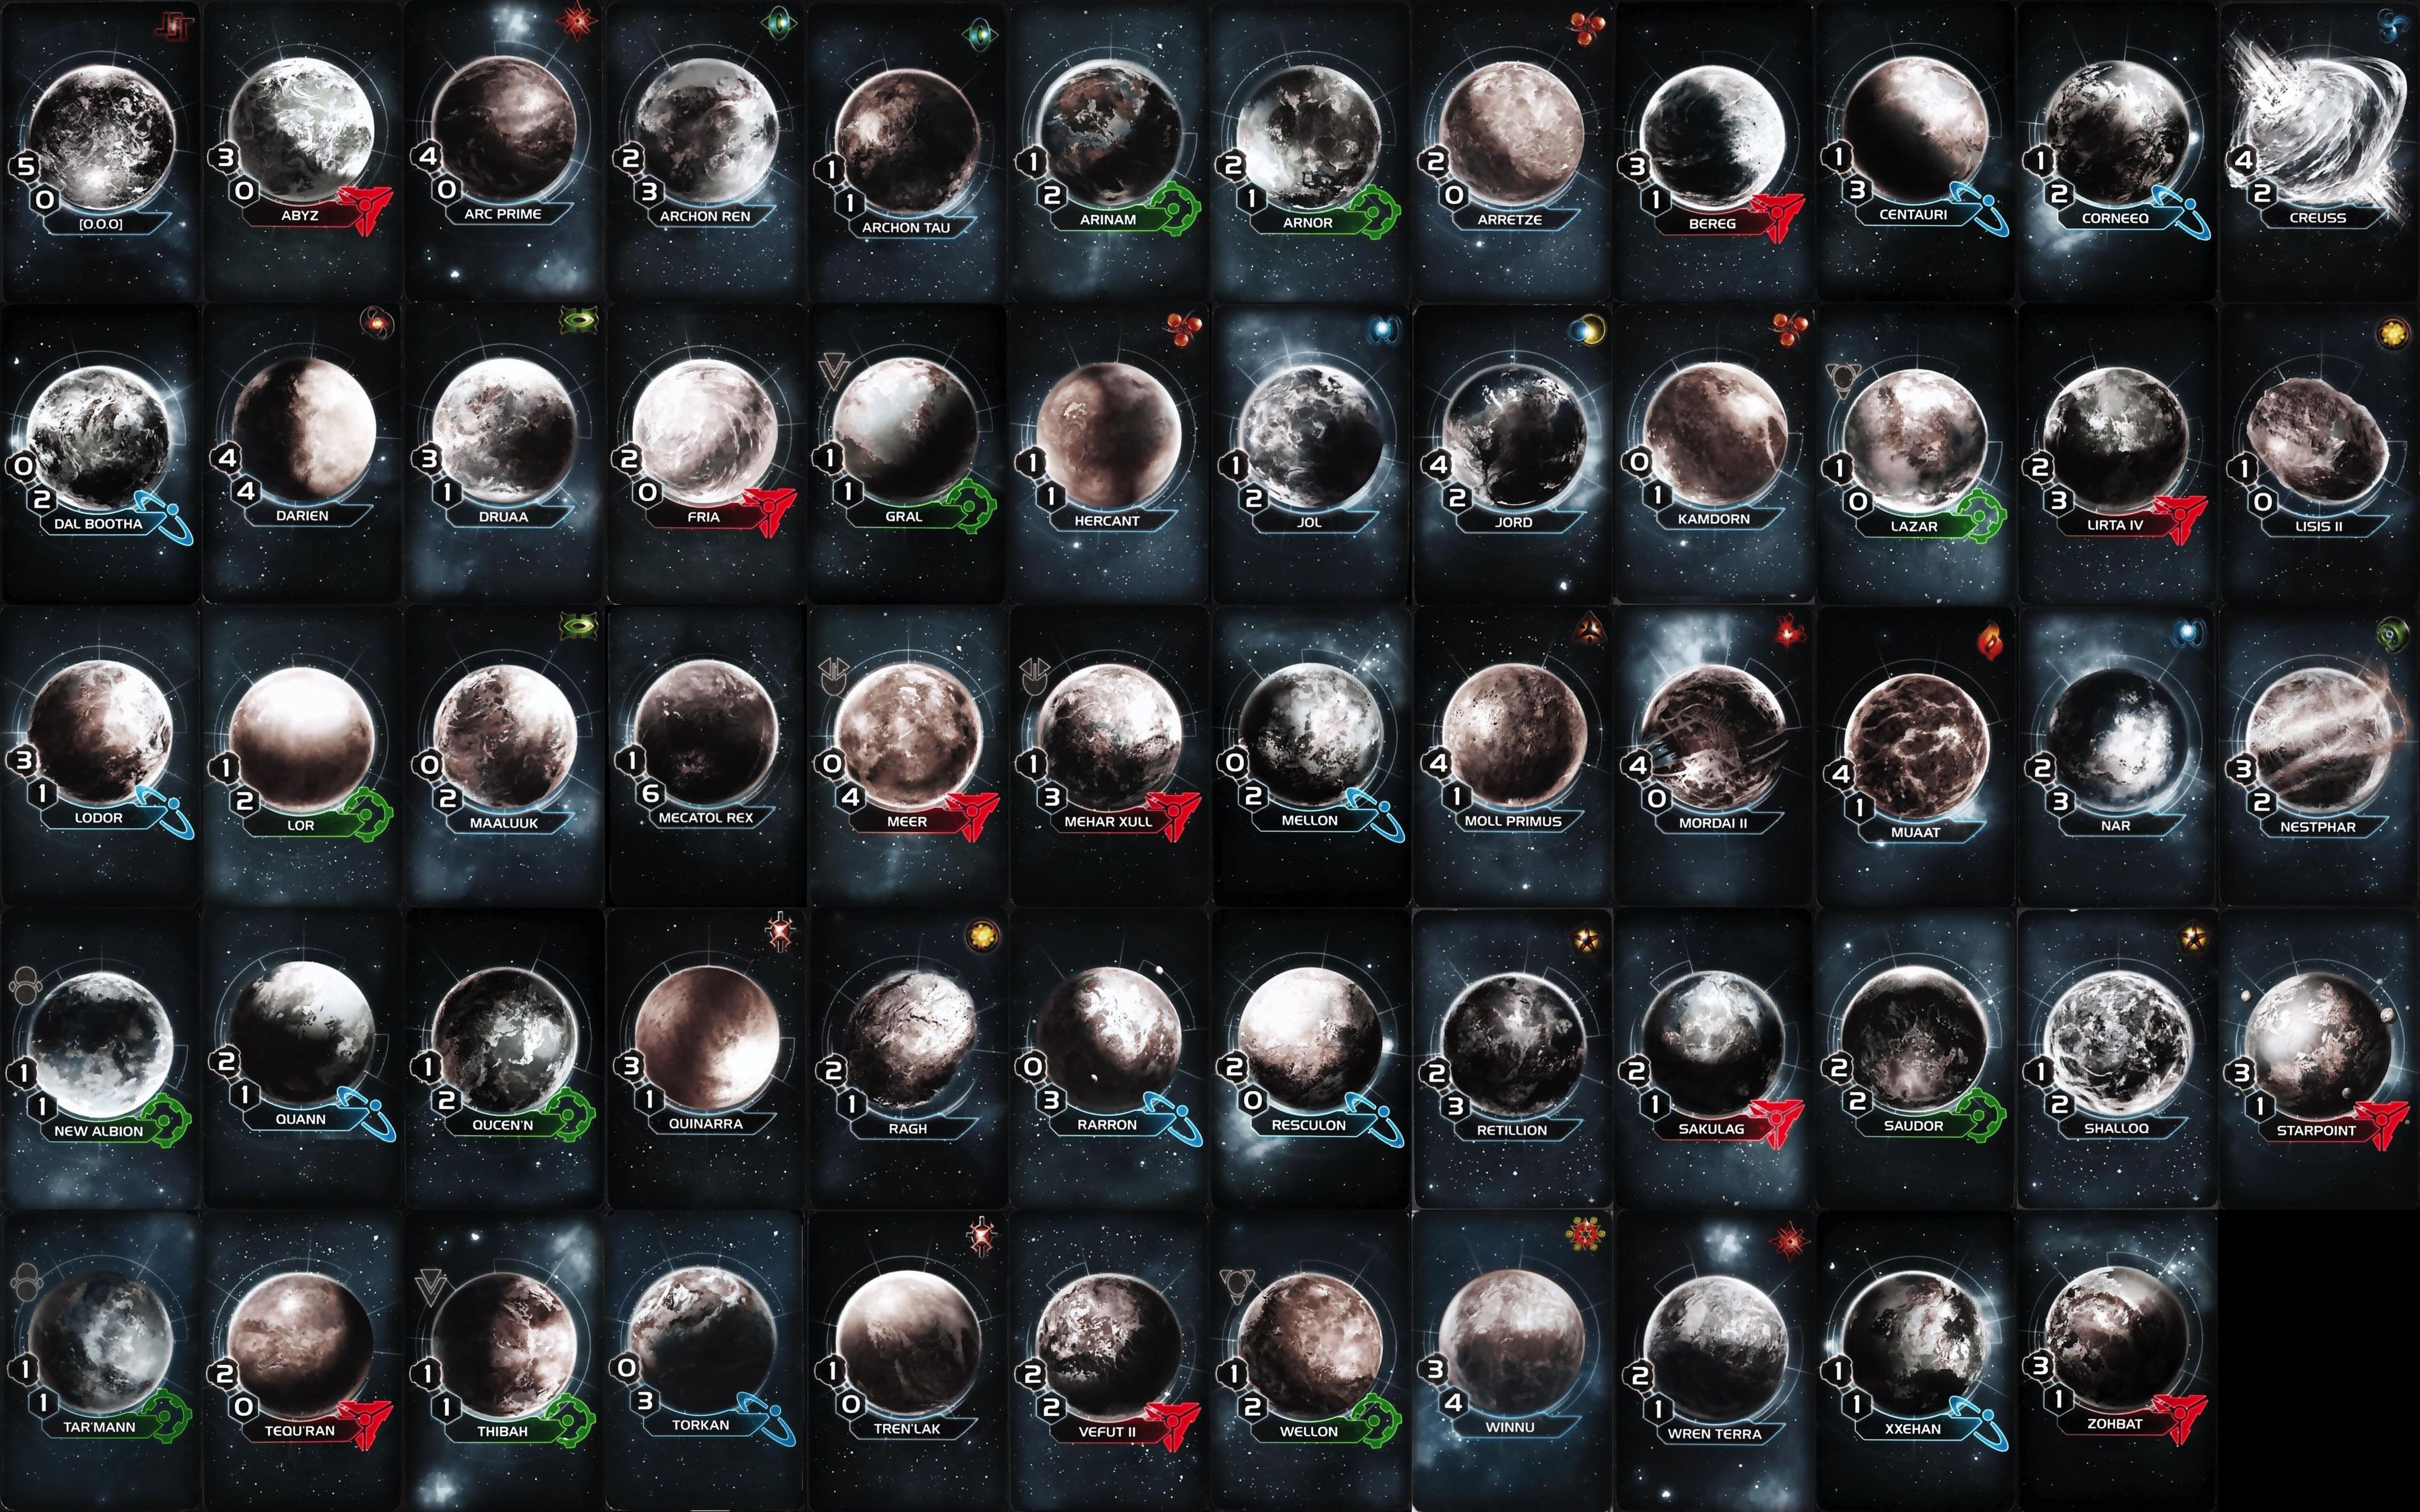 5
0
[0.0.0]
3
0
ABYZ
4
0
ARC PRIME
2
3
ARCHON REN
1
1
ARCHON TAU
1
2
ARINAM
2
1
ARNOR
2
0
ARRETZE
3
1
BEREG
1
3
CENTAURI
1
2
CORNEEQ
4
2
CREUSS
0
2
DAL BOOTHA
4
4
DARIEN
3
1
DRUAA
2
0
FRIA
1
1
GRAL
1
1
HERCANT
1
2
JOL
4
2
JORD
0
1
KAMDORN
1
0
LAZAR
2
3
LIRTA IV
1
0
LISIS II
3
1
LODOR
1
2
LOR
0
2
MAALUUK
1
6
MECATOL REX
0
4
MEER
1
3
MEHAR XULL
0
2
MELLON
4
1
MOLL PRIMUS
4
0
MORDAI II
4
1
MUAAT
2
3
NAR
3
2
NESTPHAR
1
1
NEW ALBION
2
1
QUANN
1
2
QUCEN'N
3
1
QUINARRA
2
1
RAGH
0
3
RARRON
2
0
RESCULON
2
3
RETILLION
2
1
SAKULAG
2
2
SAUDOR
1
2
SHALLOQ
3
1
STARPOINT
1
1
TAR'MANN
2
0
TEQU'RAN
1
1
THIBAH
0
3
TORKAN
1
0
TREN'LAK
2
2
VEFUT II
1
2
WELLON
3
4
WINNU
2
1
WREN TERRA
1
1
XXEHAN
3
1
ZOHBAT